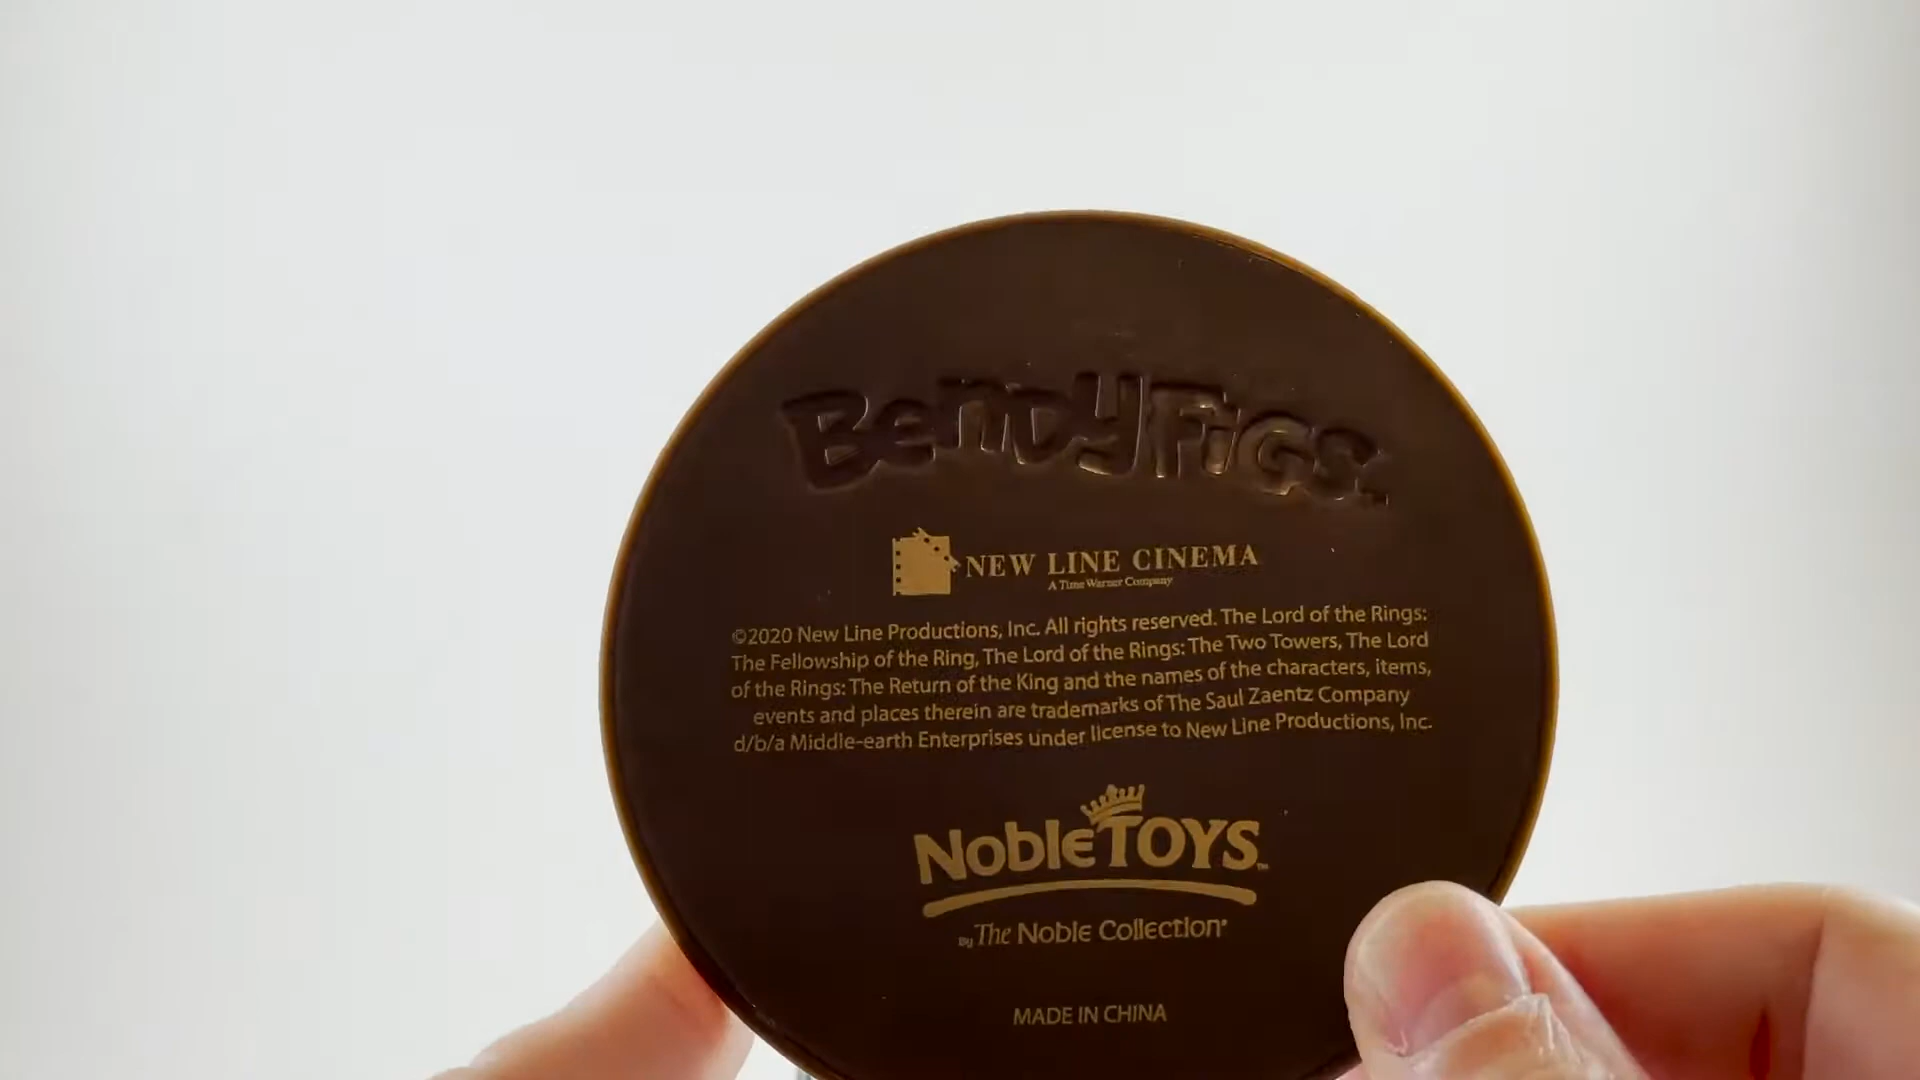 BendyFigs™
NEW LINE CINEMA
A Time Warner Company
©2020 New Line Productions, Inc. All rights reserved. The Lord of the Rings:
The Fellowship of the Ring, The Lord of the Rings: The Two Towers, The Lord
of the Rings: The Return of the King and the names of the characters, items,
events and places therein are trademarks of The Saul Zaentz Company
d/b/a Middle-earth Enterprises under license to New Line Productions, Inc.
NobleTOYS™
By The Noble Collection®
MADE IN CHINA